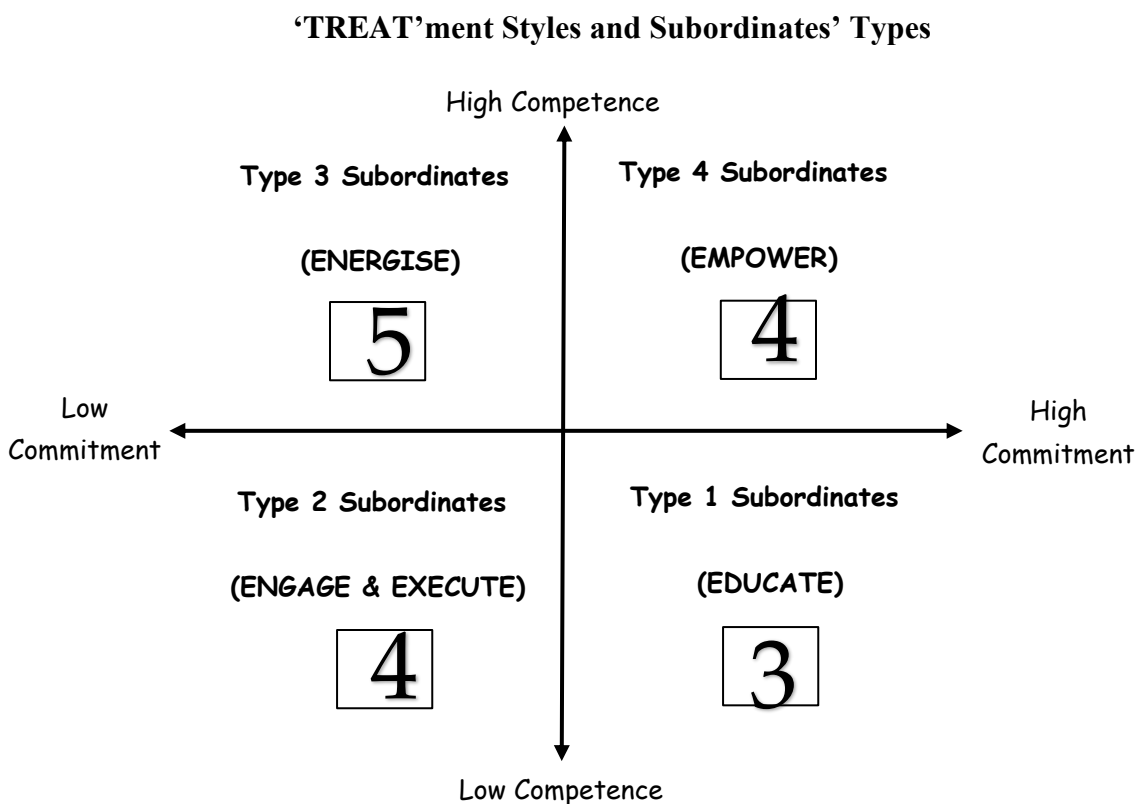 ‘TREAT’ment Styles and Subordinates’ Types
High Competence
Type 3 Subordinates
(ENERGISE)
5
Type 4 Subordinates
(EMPOWER)
4
Low
Commitment
High
Commitment
Type 2 Subordinates
(ENGAGE & EXECUTE)
4
Type 1 Subordinates
(EDUCATE)
3
Low Competence